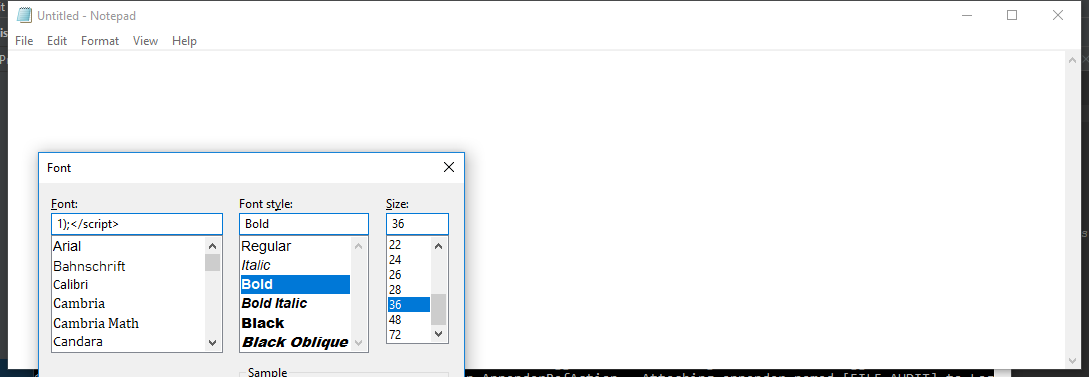 Untitled - Notepad
File Edit Format View Help
Font
Font: Font style: Size:
1);</script> Bold 36
Arial Regular 22
Bahnschrift Italic 24
Calibri Bold 26
Cambria Bold Italic 28
Cambria Math Black 36
Candara Black Oblique 48
72
Sample
AppenderRefAction - Attaching appender named [FILE_AUDIT] to Log